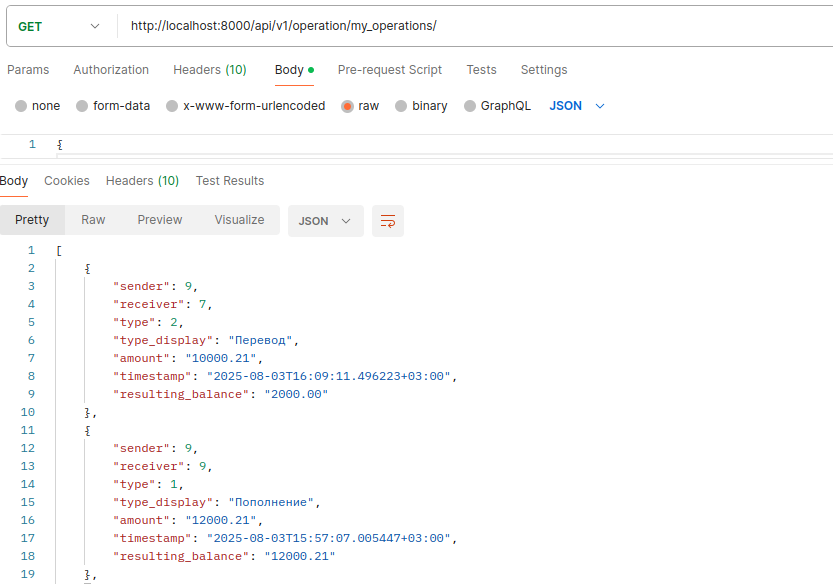 GET http://localhost:8000/api/v1/operation/my_operations/
Params Authorization Headers (10) Body Pre-request Script Tests Settings
none form-data x-www-form-urlencoded raw binary GraphQL JSON
1 {
Body Cookies Headers (10) Test Results
Pretty Raw Preview Visualize JSON
1 [
2 {
3 "sender": 9,
4 "receiver": 7,
5 "type": 2,
6 "type_display": "Перевод",
7 "amount": "10000.21",
8 "timestamp": "2025-08-03T16:09:11.496223+03:00",
9 "resulting_balance": "2000.00"
10 },
11 {
12 "sender": 9,
13 "receiver": 9,
14 "type": 1,
15 "type_display": "Пополнение",
16 "amount": "12000.21",
17 "timestamp": "2025-08-03T15:57:07.005447+03:00",
18 "resulting_balance": "12000.21"
19 },